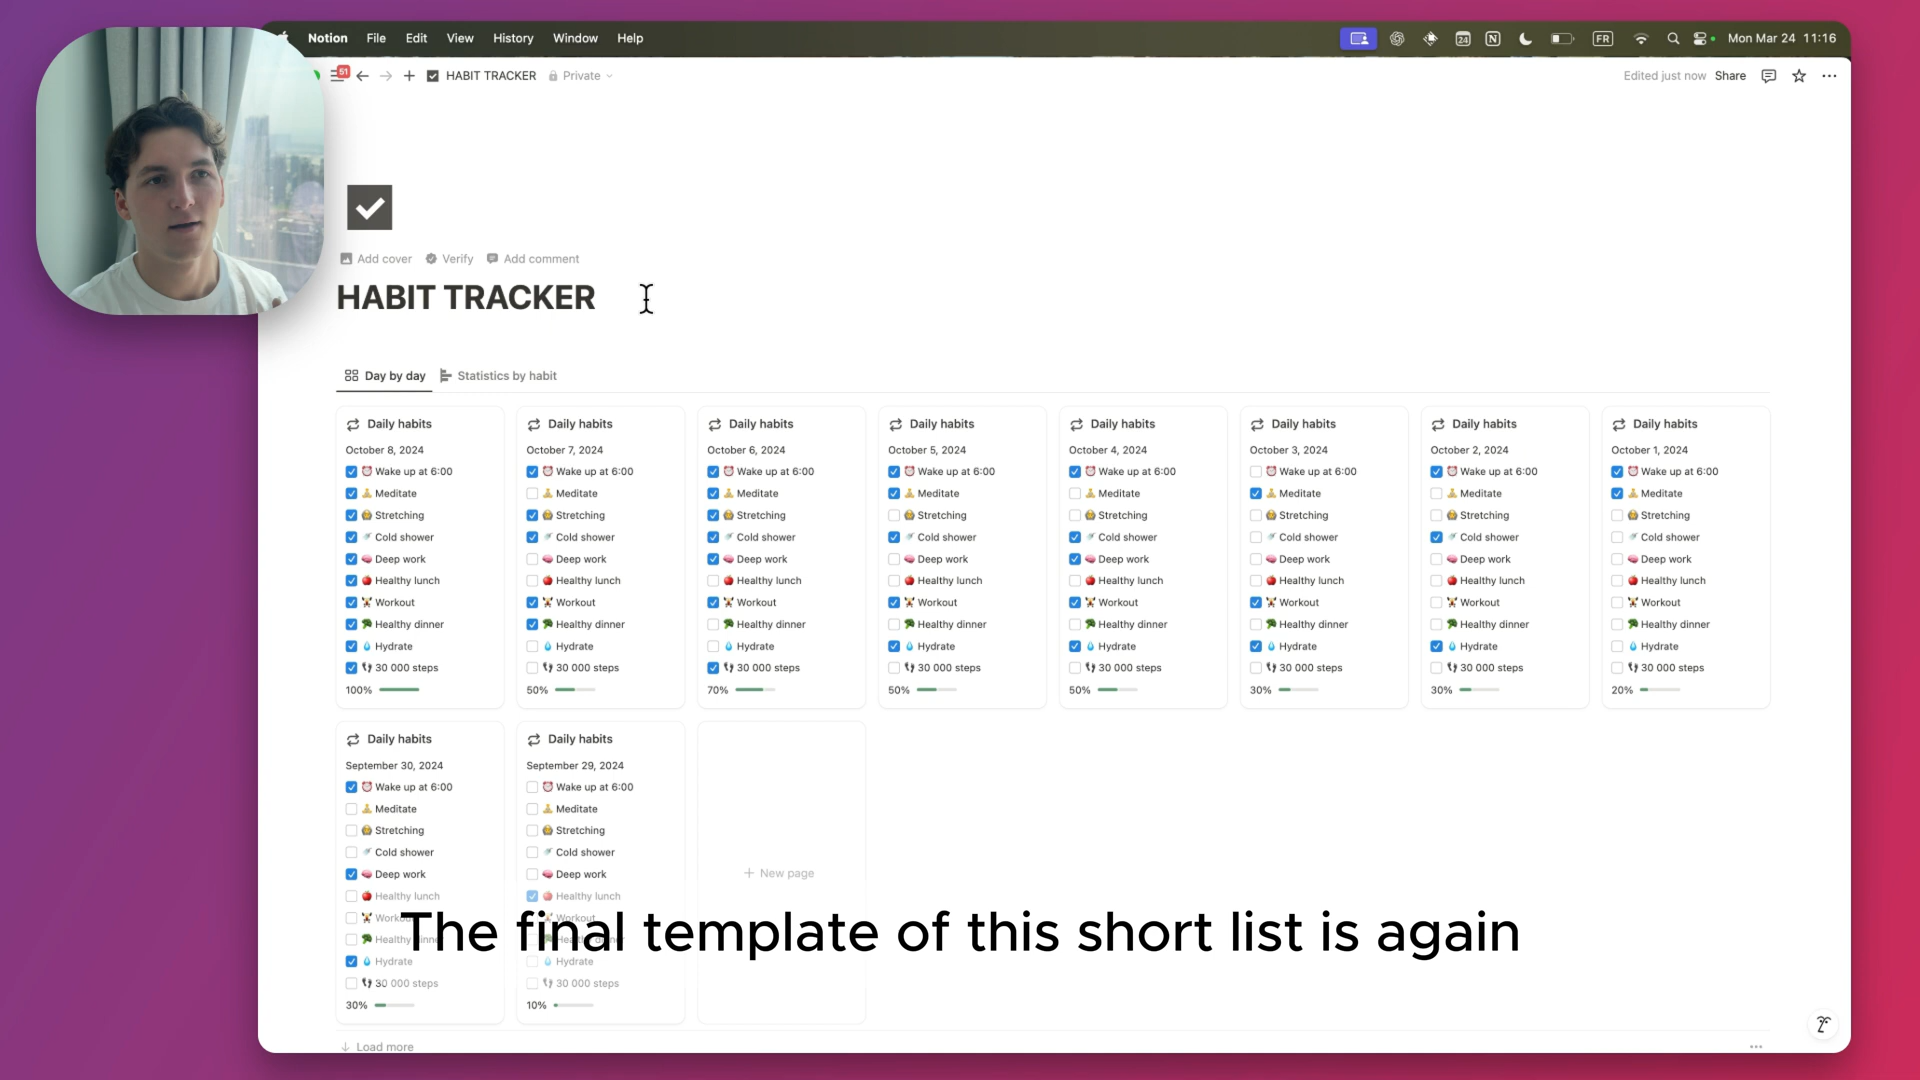 Notion File Edit View History Window Help
24 FR Mon Mar 24 11:16
51 HABIT TRACKER Private
Edited just now Share
Add cover Verify Add comment
HABIT TRACKER
Day by day Statistics by habit
Daily habits
October 8, 2024
Wake up at 6:00
Meditate
Stretching
Cold shower
Deep work
Healthy lunch
Workout
Healthy dinner
Hydrate
30 000 steps
100%
Daily habits
October 7, 2024
Wake up at 6:00
Meditate
Stretching
Cold shower
Deep work
Healthy lunch
Workout
Healthy dinner
Hydrate
30 000 steps
50%
Daily habits
October 6, 2024
Wake up at 6:00
Meditate
Stretching
Cold shower
Deep work
Healthy lunch
Workout
Healthy dinner
Hydrate
30 000 steps
70%
Daily habits
October 5, 2024
Wake up at 6:00
Meditate
Stretching
Cold shower
Deep work
Healthy lunch
Workout
Healthy dinner
Hydrate
30 000 steps
50%
Daily habits
October 4, 2024
Wake up at 6:00
Meditate
Stretching
Cold shower
Deep work
Healthy lunch
Workout
Healthy dinner
Hydrate
30 000 steps
50%
Daily habits
October 3, 2024
Wake up at 6:00
Meditate
Stretching
Cold shower
Deep work
Healthy lunch
Workout
Healthy dinner
Hydrate
30 000 steps
30%
Daily habits
October 2, 2024
Wake up at 6:00
Meditate
Stretching
Cold shower
Deep work
Healthy lunch
Workout
Healthy dinner
Hydrate
30 000 steps
30%
Daily habits
October 1, 2024
Wake up at 6:00
Meditate
Stretching
Cold shower
Deep work
Healthy lunch
Workout
Healthy dinner
Hydrate
30 000 steps
20%
Daily habits
September 30, 2024
Wake up at 6:00
Meditate
Stretching
Cold shower
Deep work
Healthy lunch
Workout
Healthy dinner
Hydrate
30 000 steps
30%
Daily habits
September 29, 2024
Wake up at 6:00
Meditate
Stretching
Cold shower
Deep work
Healthy lunch
Workout
Hydrate
30 000 steps
10%
New page
The final template of this short list is again
Load more